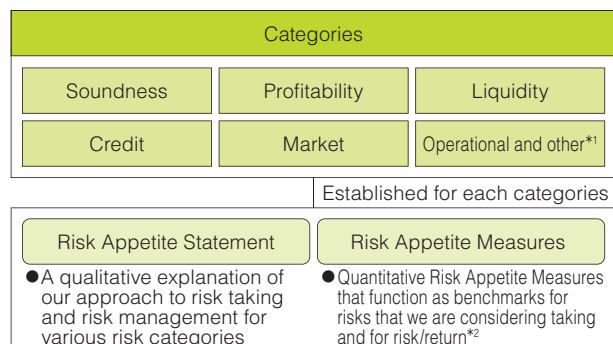 Categories
Soundness
Profitability
Liquidity
Credit
Market
Operational and other*1
Established for each categories
Risk Appetite Statement
Risk Appetite Measures
●A qualitative explanation of
our approach to risk taking
and risk management for
various risk categories
●Quantitative Risk Appetite Measures
that function as benchmarks for
risks that we are considering taking
and for risk/return*2